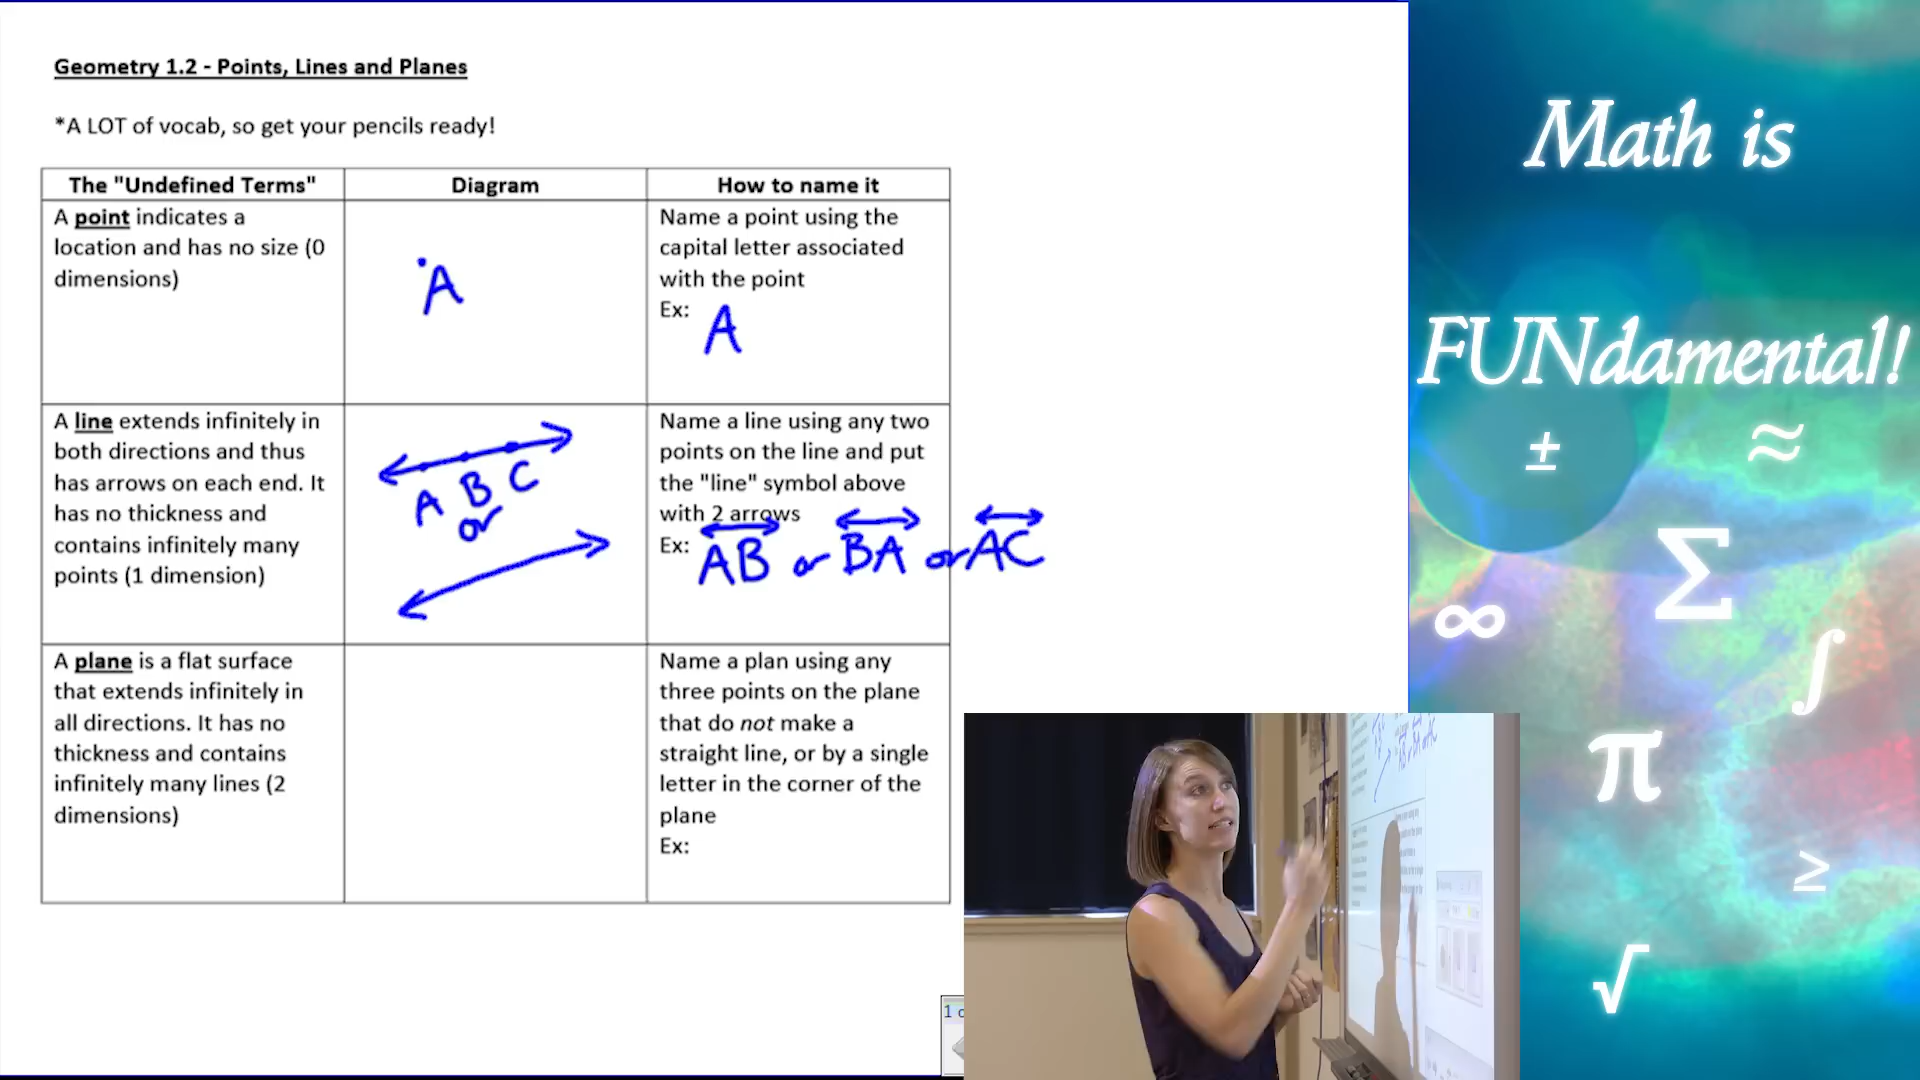 Geometry 1.2 - Points, Lines and Planes
*A LOT of vocab, so get your pencils ready!
The "Undefined Terms"
Diagram
How to name it
A point indicates a
location and has no size (0
dimensions)
A
Name a point using the
capital letter associated
with the point
Ex:
A
A line extends infinitely in
both directions and thus
has arrows on each end. It
has no thickness and
contains infinitely many
points (1 dimension)
A B C
or
Name a line using any two
points on the line and put
the "line" symbol above
with 2 arrows
Ex: AB or BA or AC
A plane is a flat surface
that extends infinitely in
all directions. It has no
thickness and contains
infinitely many lines (2
dimensions)
Name a plan using any
three points on the plane
that do not make a
straight line, or by a single
letter in the corner of the
plane
Ex:
Math is
FUNdamental!
± ≈
Σ
∞
∫
π
≥
√